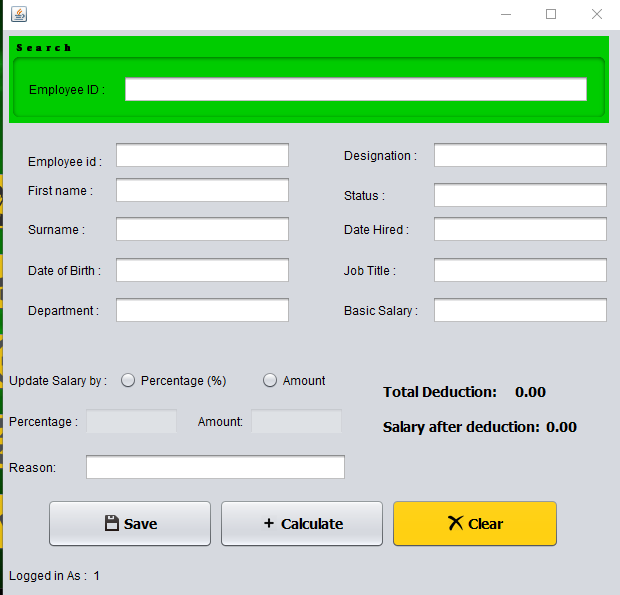 Search
Employee ID :
Employee id :
Designation :
First name :
Status :
Surname :
Date Hired :
Date of Birth :
Job Title :
Department :
Basic Salary :
Update Salary by : Percentage (%) Amount
Total Deduction: 0.00
Percentage : Amount:
Salary after deduction: 0.00
Reason:
Save + Calculate Clear
Logged in As : 1